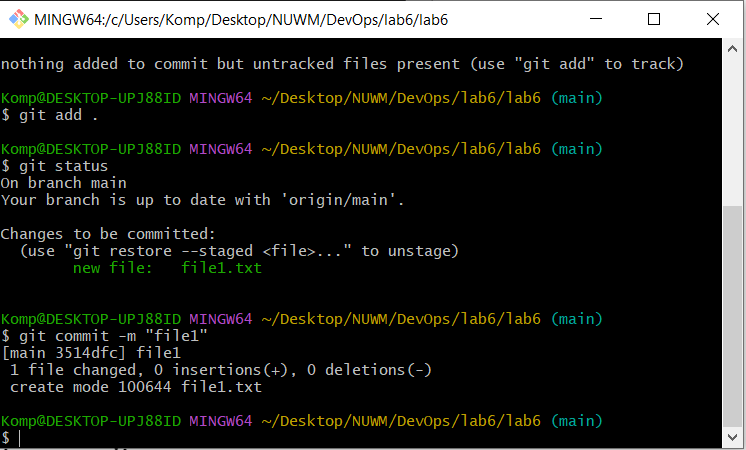 MINGW64:/c/Users/Komp/Desktop/NUWM/DevOps/lab6/lab6
nothing added to commit but untracked files present (use "git add" to track)
Komp@DESKTOP-UPJ88ID MINGW64 ~/Desktop/NUWM/DevOps/lab6/lab6 (main)
$ git add .
Komp@DESKTOP-UPJ88ID MINGW64 ~/Desktop/NUWM/DevOps/lab6/lab6 (main)
$ git status
On branch main
Your branch is up to date with 'origin/main'.
Changes to be committed:
  (use "git restore --staged <file>..." to unstage)
        new file:   file1.txt
Komp@DESKTOP-UPJ88ID MINGW64 ~/Desktop/NUWM/DevOps/lab6/lab6 (main)
$ git commit -m "file1"
[main 3514dfc] file1
 1 file changed, 0 insertions(+), 0 deletions(-)
 create mode 100644 file1.txt
Komp@DESKTOP-UPJ88ID MINGW64 ~/Desktop/NUWM/DevOps/lab6/lab6 (main)
$